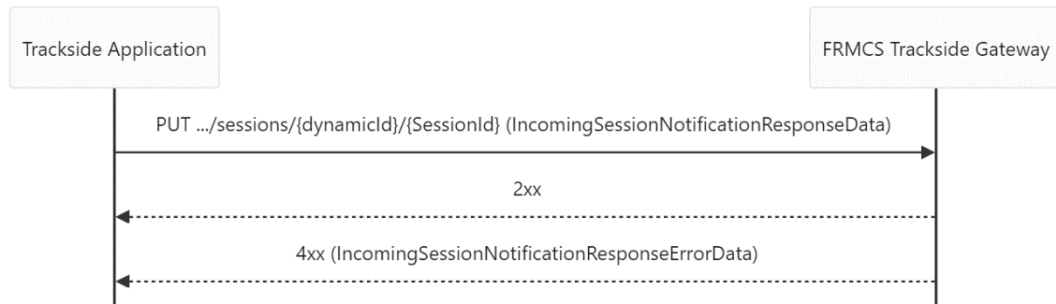 Trackside Application
FRMCS Trackside Gateway
PUT .../sessions/{dynamicId}/{SessionId} (IncomingSessionNotificationResponseData)
2xx
4xx (IncomingSessionNotificationResponseErrorData)